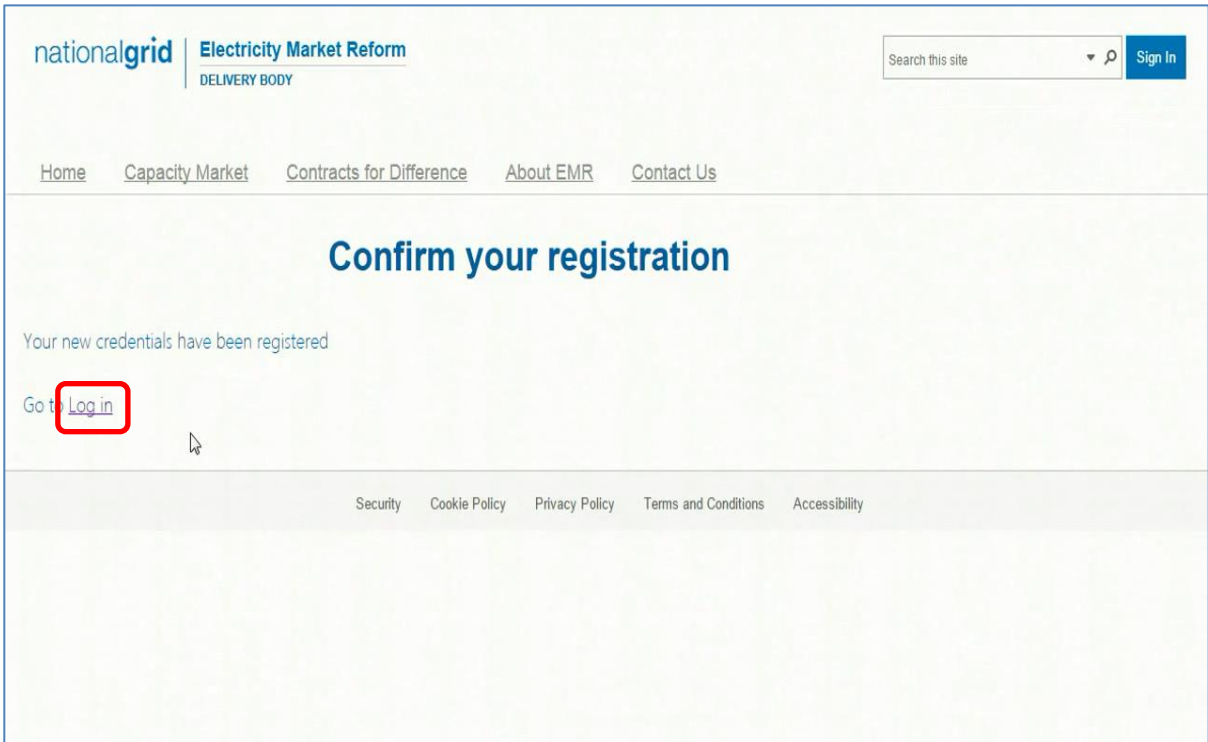 nationalgrid Electricity Market Reform
DELIVERY BODY
Search this site
Sign In
Home Capacity Market Contracts for Difference About EMR Contact Us
Confirm your registration
Your new credentials have been registered
Go to Log in
Security Cookie Policy Privacy Policy Terms and Conditions Accessibility